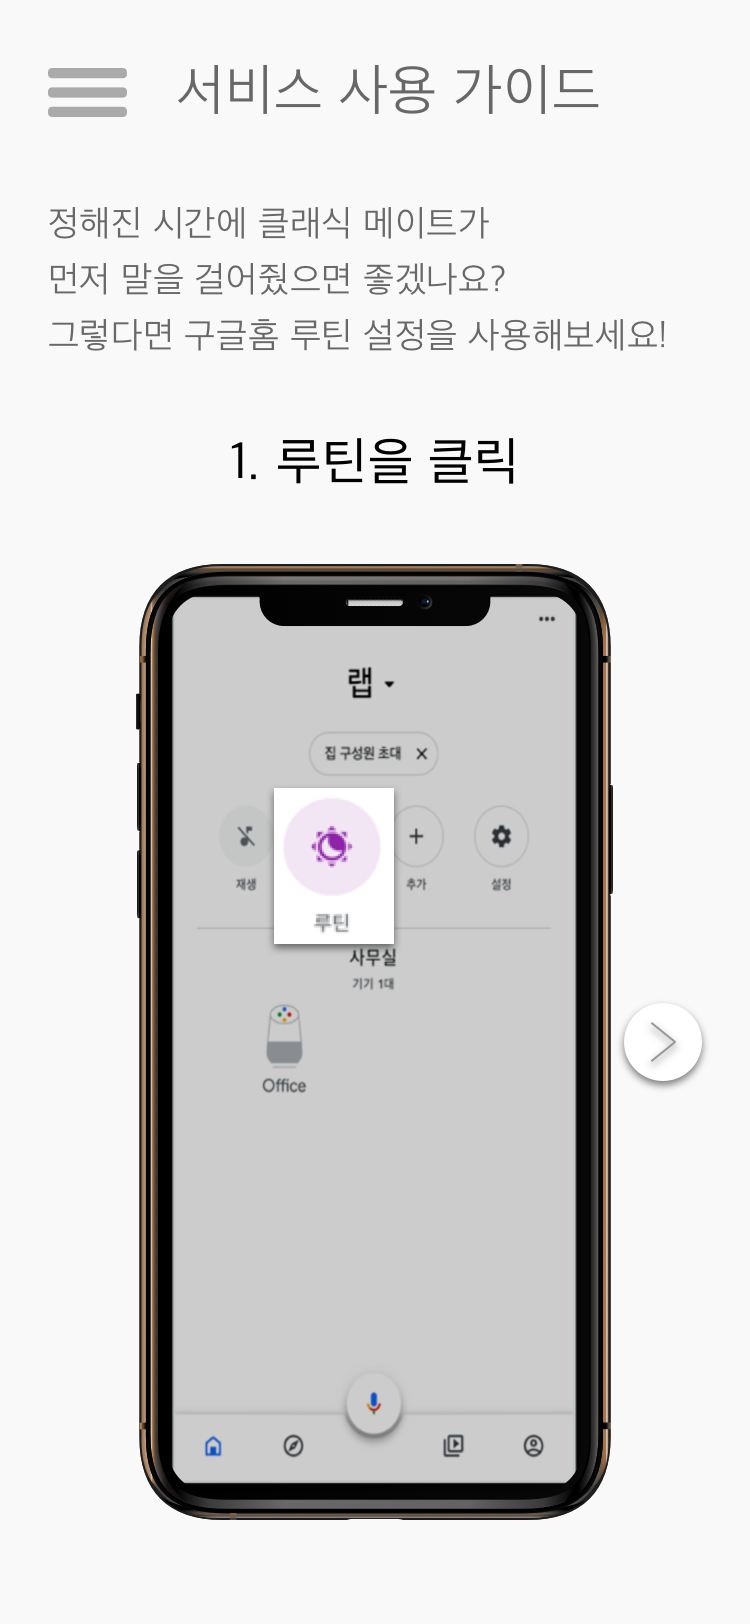 서비스 사용 가이드
정해진 시간에 클래식 메이트가
먼저 말을 걸어줬으면 좋겠나요?
그렇다면 구글홈 루틴 설정을 사용해보세요!
1. 루틴을 클릭
랩
집 구성원 초대
재생
루틴
추가
설정
사무실
기기 1대
Office